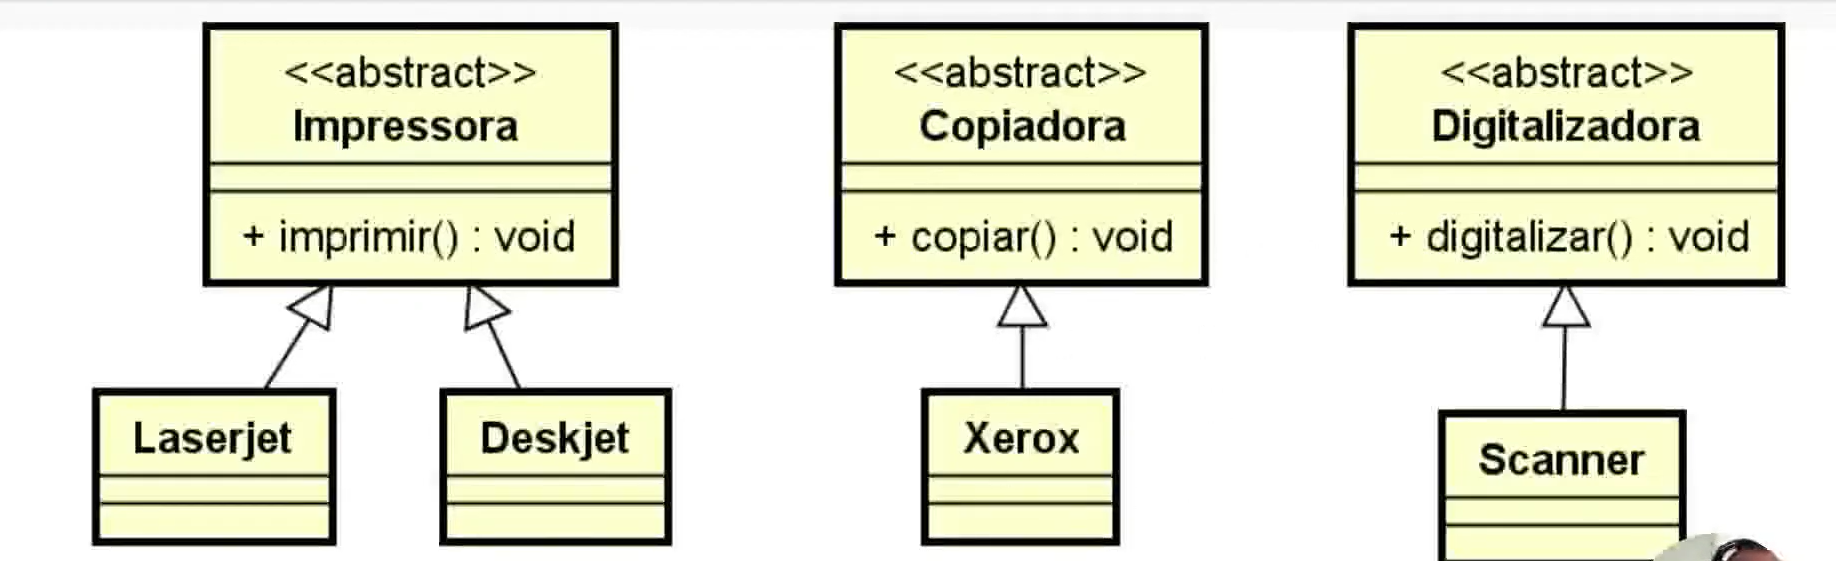 <<abstract>>
Impressora
+ imprimir() : void
<<abstract>>
Copiadora
+ copiar() : void
<<abstract>>
Digitalizadora
+ digitalizar() : void
Laserjet
Deskjet
Xerox
Scanner